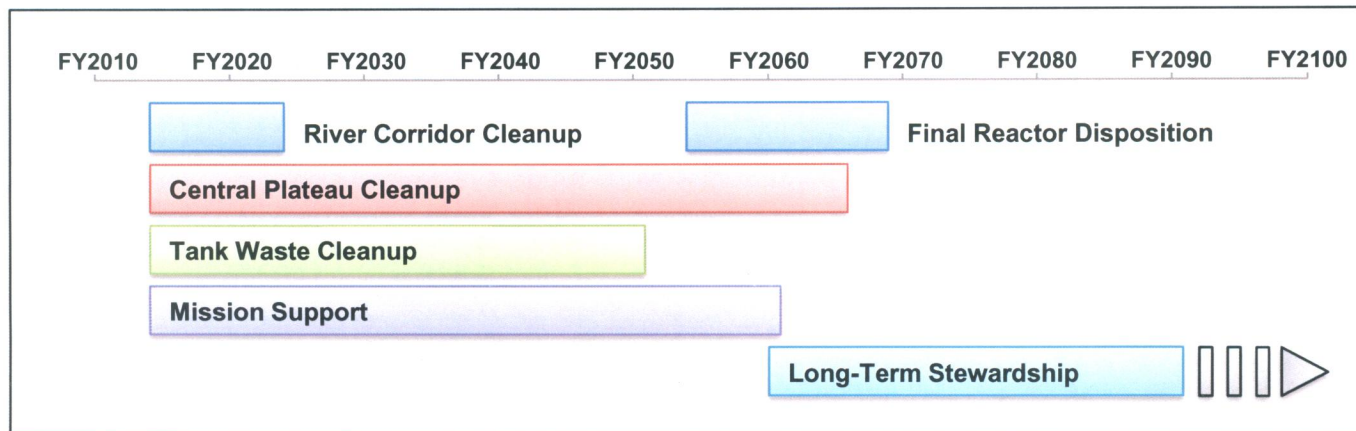 FY2010 FY2020 FY2030 FY2040 FY2050 FY2060 FY2070 FY2080 FY2090 FY2100
River Corridor Cleanup Final Reactor Disposition
Central Plateau Cleanup
Tank Waste Cleanup
Mission Support
Long-Term Stewardship